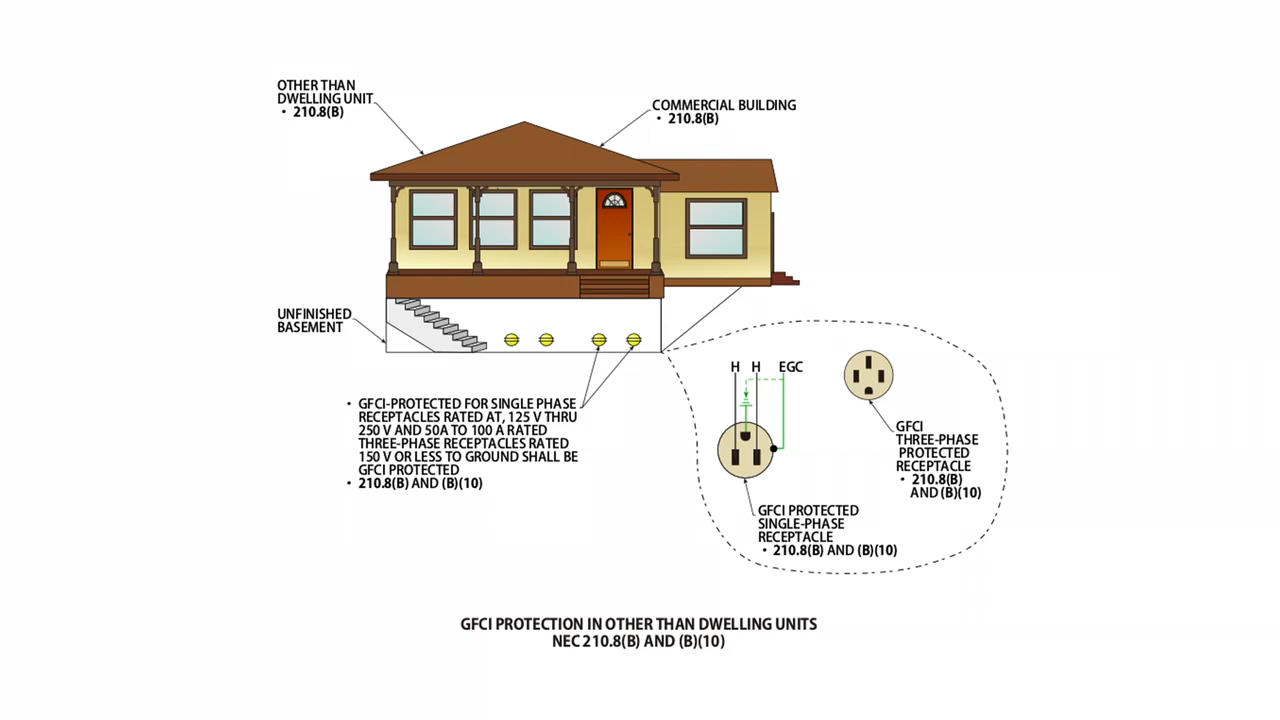 OTHER THAN
DWELLING UNIT
• 210.8(B)
COMMERCIAL BUILDING
• 210.8(B)
UNFINISHED
BASEMENT
• GFCI-PROTECTED FOR SINGLE PHASE
RECEPTACLES RATED AT, 125 V THRU
250 V AND 50A TO 100 A RATED
THREE-PHASE RECEPTACLES RATED
150 V OR LESS TO GROUND SHALL BE
GFCI PROTECTED
• 210.8(B) AND (B)(10)
H H EGC
GFCI
THREE-PHASE
PROTECTED
RECEPTACLE
• 210.8(B)
AND (B)(10)
GFCI PROTECTED
SINGLE-PHASE
RECEPTACLE
• 210.8(B) AND (B)(10)
GFCI PROTECTION IN OTHER THAN DWELLING UNITS
NEC 210.8(B) AND (B)(10)